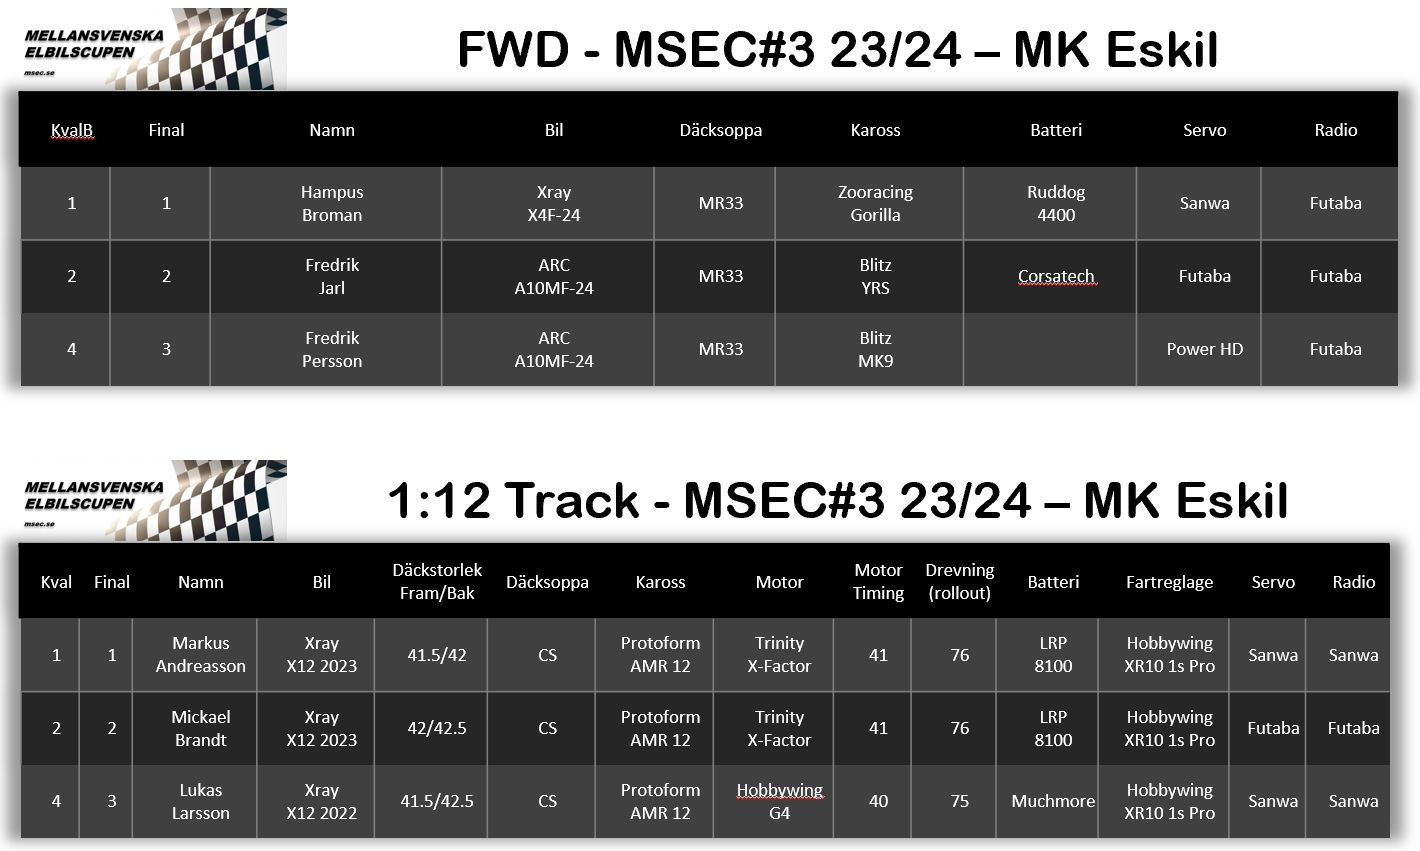 MELLANSVENSKA
ELBILSCUPEN
msec.se
FWD - MSEC#3 23/24 – MK Eskil
KvalB Final Namn Bil Däcksoppa Kaross Batteri Servo Radio
1 1 Hampus Broman Xray X4F-24 MR33 Zooracing Gorilla Ruddog 4400 Sanwa Futaba
2 2 Fredrik Jarl ARC A10MF-24 MR33 Blitz YRS Corsatech Futaba Futaba
4 3 Fredrik Persson ARC A10MF-24 MR33 Blitz MK9 Power HD Futaba
MELLANSVENSKA
ELBILSCUPEN
msec.se
1:12 Track - MSEC#3 23/24 – MK Eskil
Kval Final Namn Bil Däckstorlek Fram/Bak Däcksoppa Kaross Motor Motor Timing Drevning (rollout) Batteri Fartreglage Servo Radio
1 1 Markus Andreasson Xray X12 2023 41.5/42 CS Protoform AMR 12 Trinity X-Factor 41 76 LRP 8100 Hobbywing XR10 1s Pro Sanwa Sanwa
2 2 Mickael Brandt Xray X12 2023 42/42.5 CS Protoform AMR 12 Trinity X-Factor 41 76 LRP 8100 Hobbywing XR10 1s Pro Futaba Futaba
4 3 Lukas Larsson Xray X12 2022 41.5/42.5 CS Protoform AMR 12 Hobbywing G4 40 75 Muchmore Hobbywing XR10 1s Pro Sanwa Sanwa